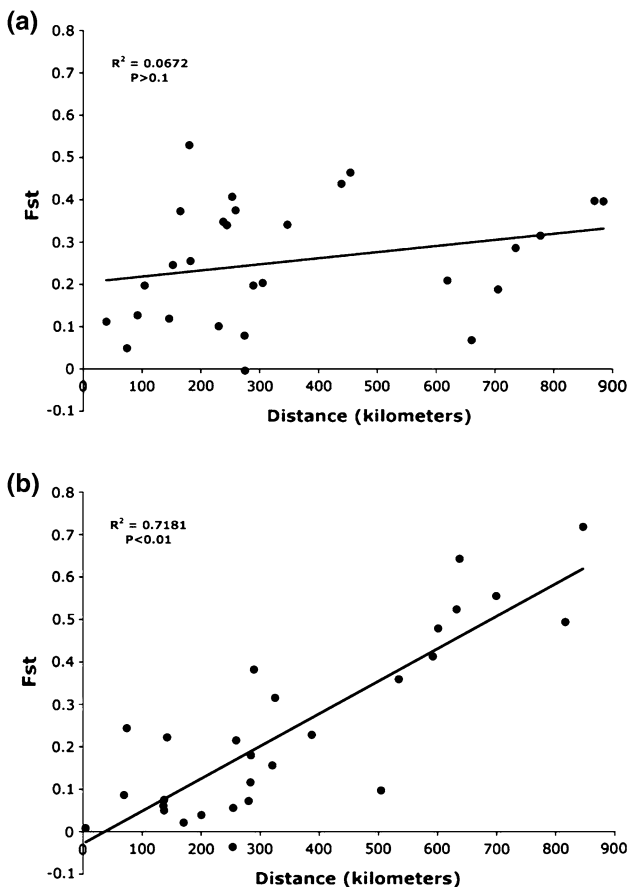 (a)
0.8
R² = 0.0672
P>0.1
0.7
0.6
0.5
0.4
Fst
0.3
0.2
0.1
0
0 100 200 300 400 500 600 700 800 900
-0.1
Distance (kilometers)
(b)
0.8
R² = 0.7181
P<0.01
0.7
0.6
0.5
0.4
Fst
0.3
0.2
0.1
0
0 100 200 300 400 500 600 700 800 900
-0.1
Distance (kilometers)